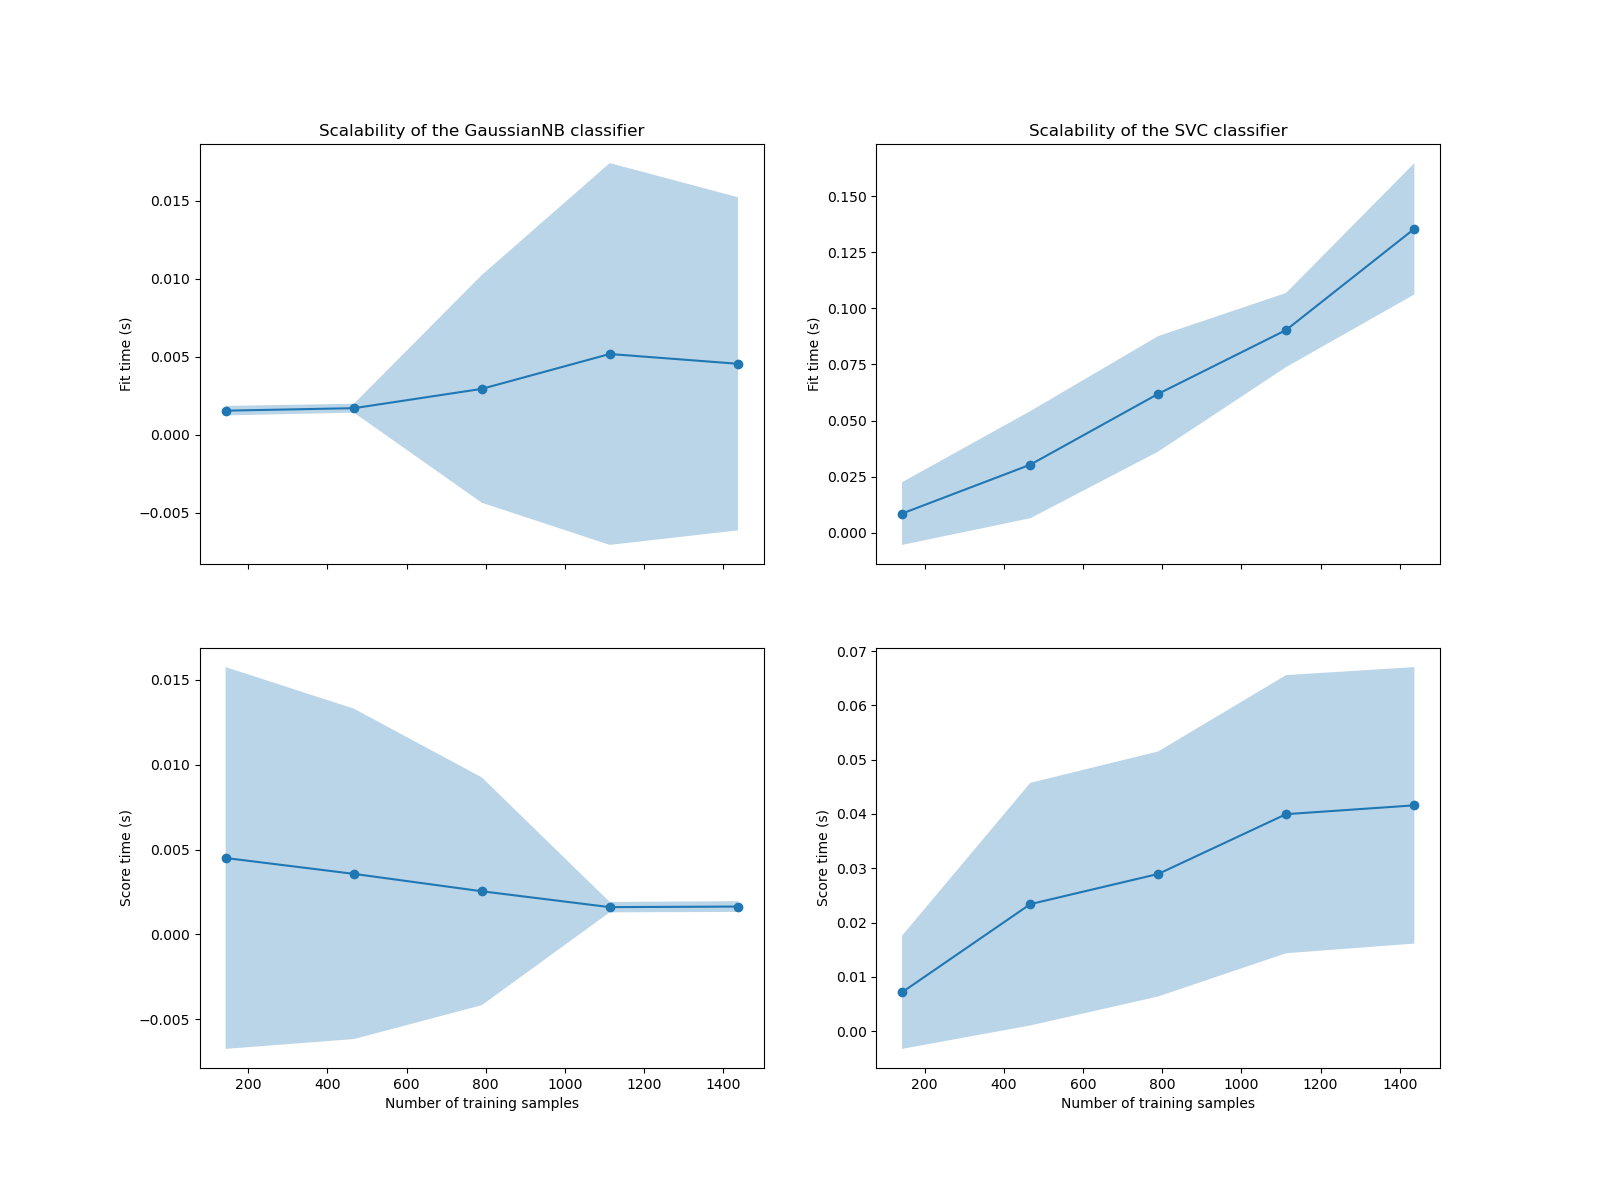 Scalability of the GaussianNB classifier
Fit time (s)
0.015
0.010
0.005
0.000
−0.005
Scalability of the SVC classifier
Fit time (s)
0.150
0.125
0.100
0.075
0.050
0.025
0.000
Score time (s)
0.015
0.010
0.005
0.000
−0.005
200 400 600 800 1000 1200 1400
Number of training samples
Score time (s)
0.07
0.06
0.05
0.04
0.03
0.02
0.01
0.00
200 400 600 800 1000 1200 1400
Number of training samples